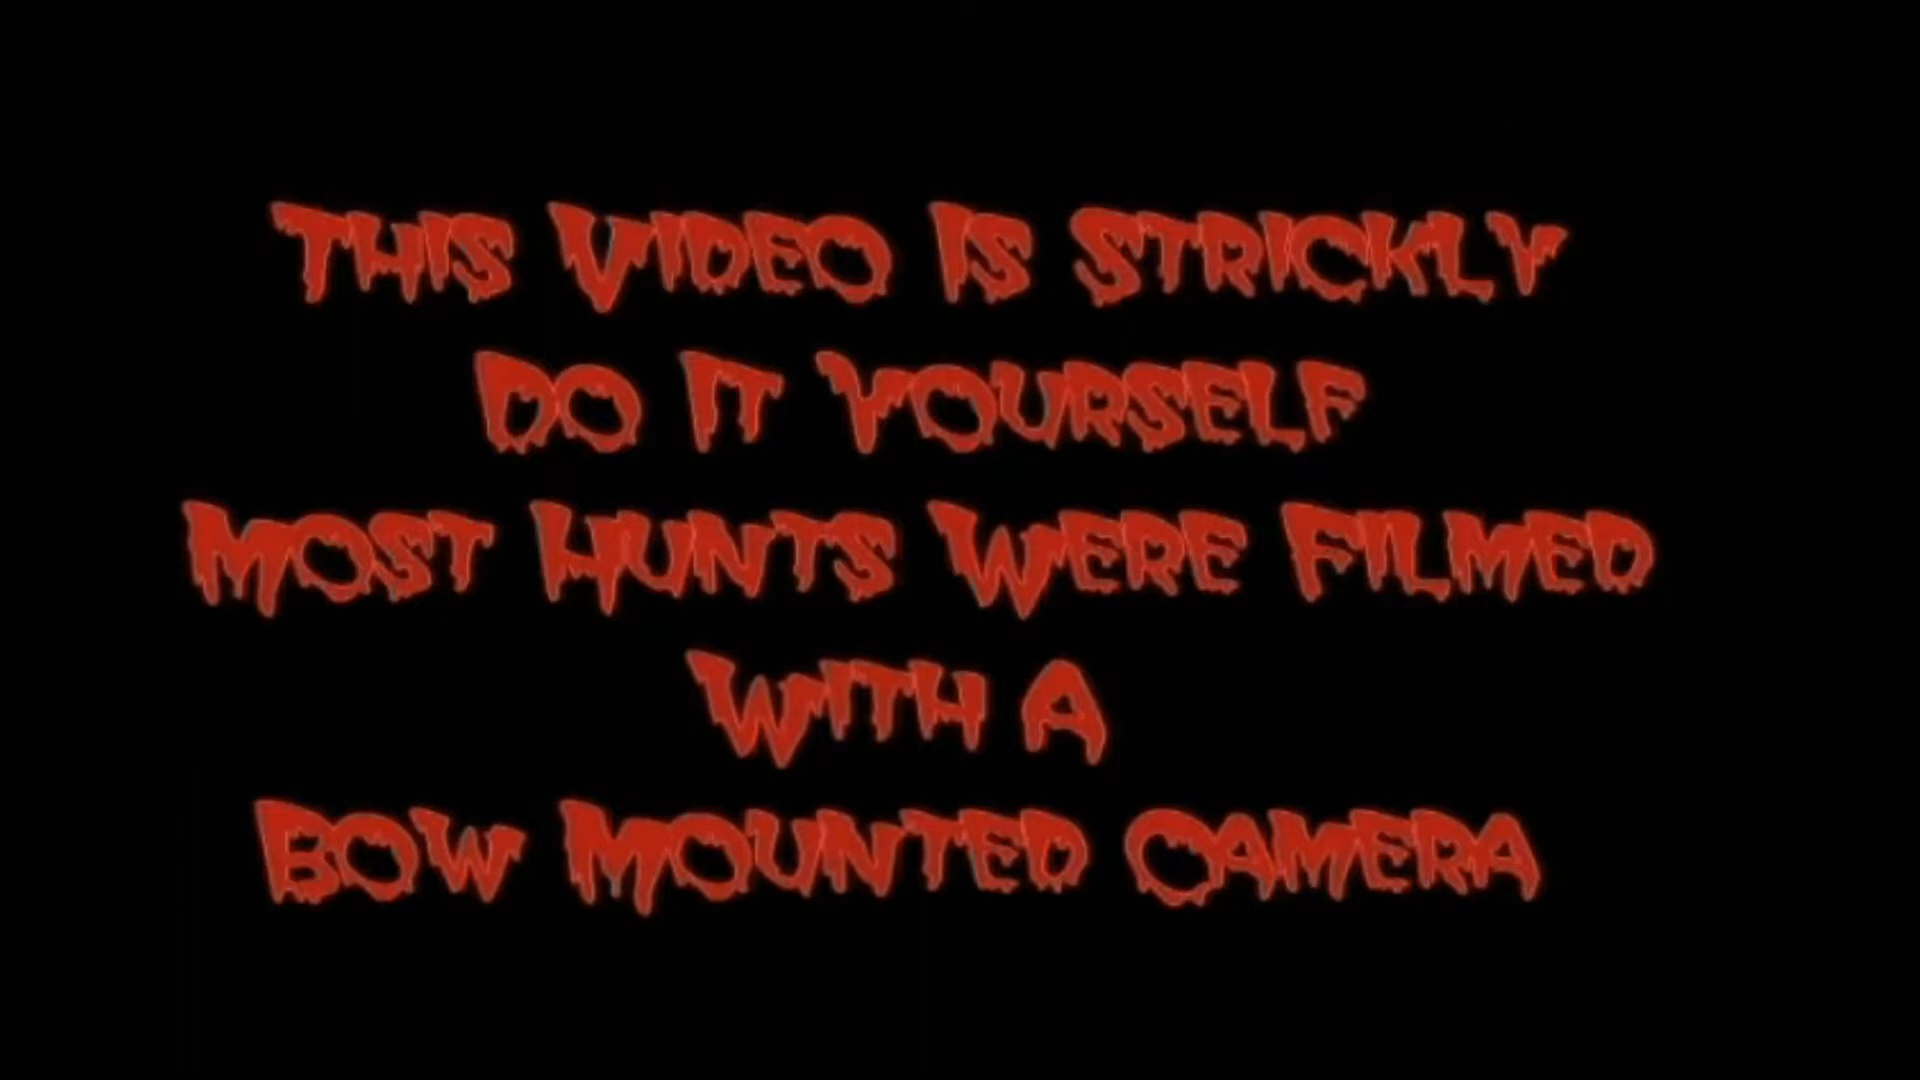 This Video Is Strickly
Do It Yourself
Most Hunts Were Filmed
With A
Bow Mounted Camera